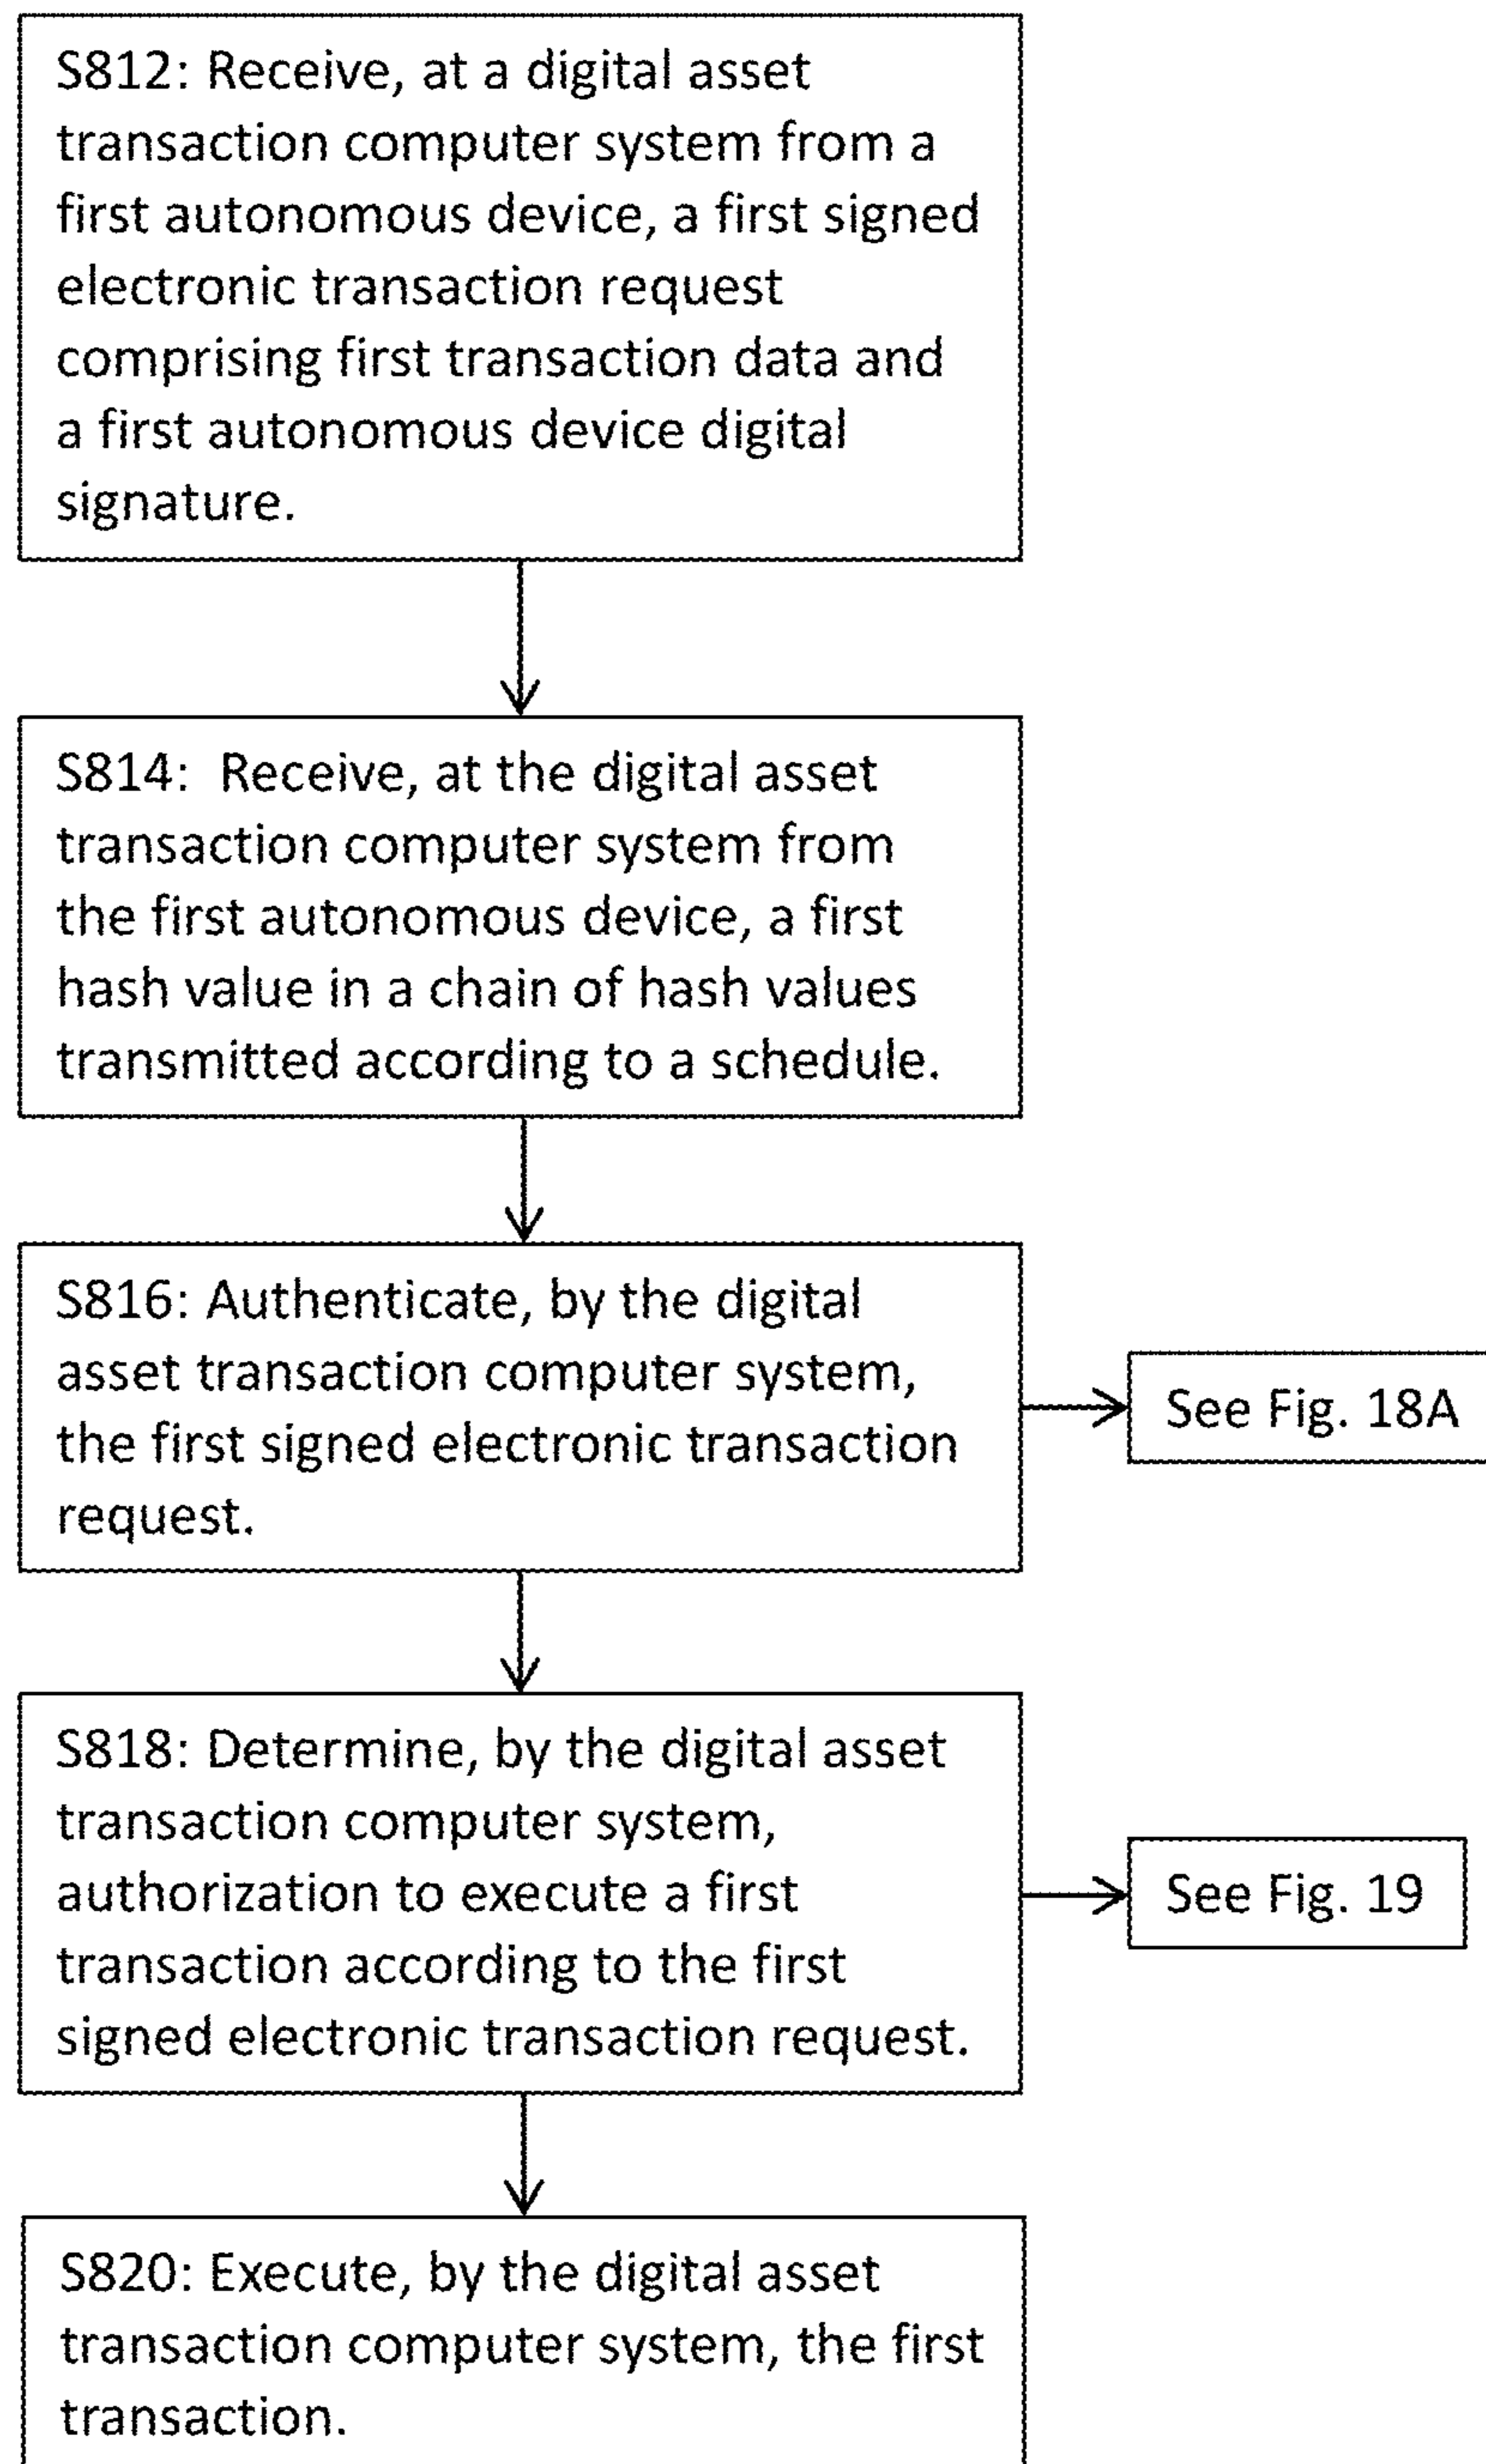 S812: Receive, at a digital asset
transaction computer system from a
first autonomous device, a first signed
electronic transaction request
comprising first transaction data and
a first autonomous device digital
signature.
S814: Receive, at the digital asset
transaction computer system from
the first autonomous device, a first
hash value in a chain of hash values
transmitted according to a schedule.
S816: Authenticate, by the digital
asset transaction computer system,
the first signed electronic transaction
request.
See Fig. 18A
S818: Determine, by the digital asset
transaction computer system,
authorization to execute a first
transaction according to the first
signed electronic transaction request.
See Fig. 19
S820: Execute, by the digital asset
transaction computer system, the first
transaction.